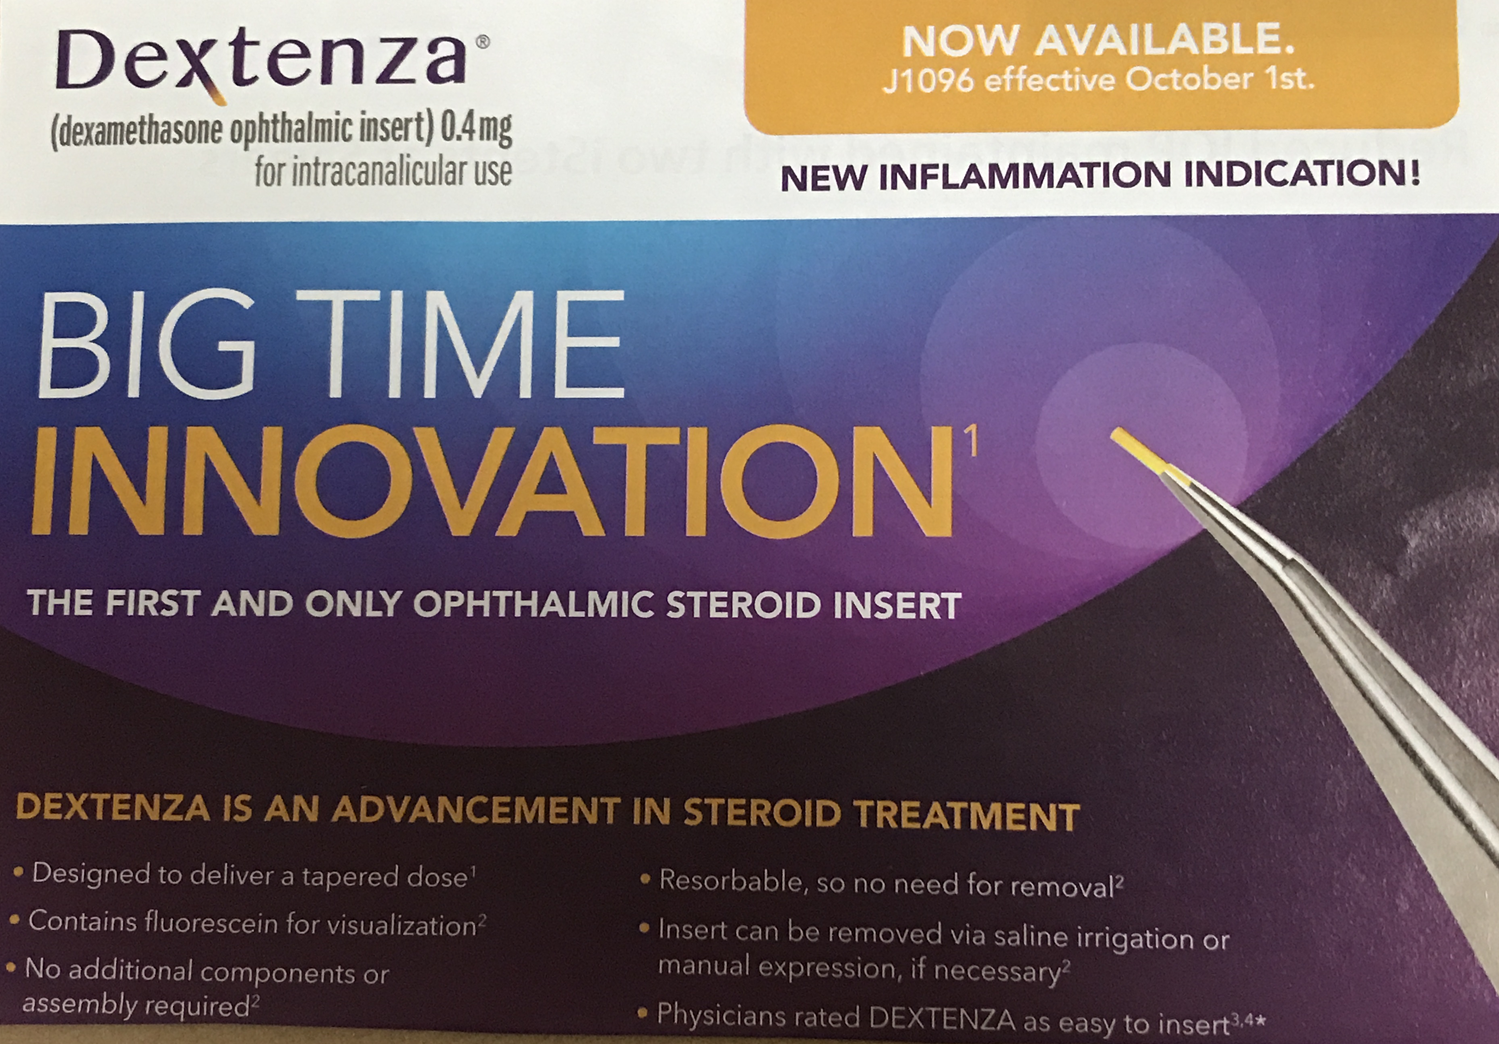 Dextenza®
(dexamethasone ophthalmic insert) 0.4mg
for intracanalicular use
NOW AVAILABLE.
J1096 effective October 1st.
NEW INFLAMMATION INDICATION!
BIG TIME
INNOVATION¹
THE FIRST AND ONLY OPHTHALMIC STEROID INSERT
DEXTENZA IS AN ADVANCEMENT IN STEROID TREATMENT
• Designed to deliver a tapered dose¹
• Contains fluorescein for visualization²
• No additional components or
assembly required²
• Resorbable, so no need for removal²
• Insert can be removed via saline irrigation or
manual expression, if necessary²
• Physicians rated DEXTENZA as easy to insert³,⁴*